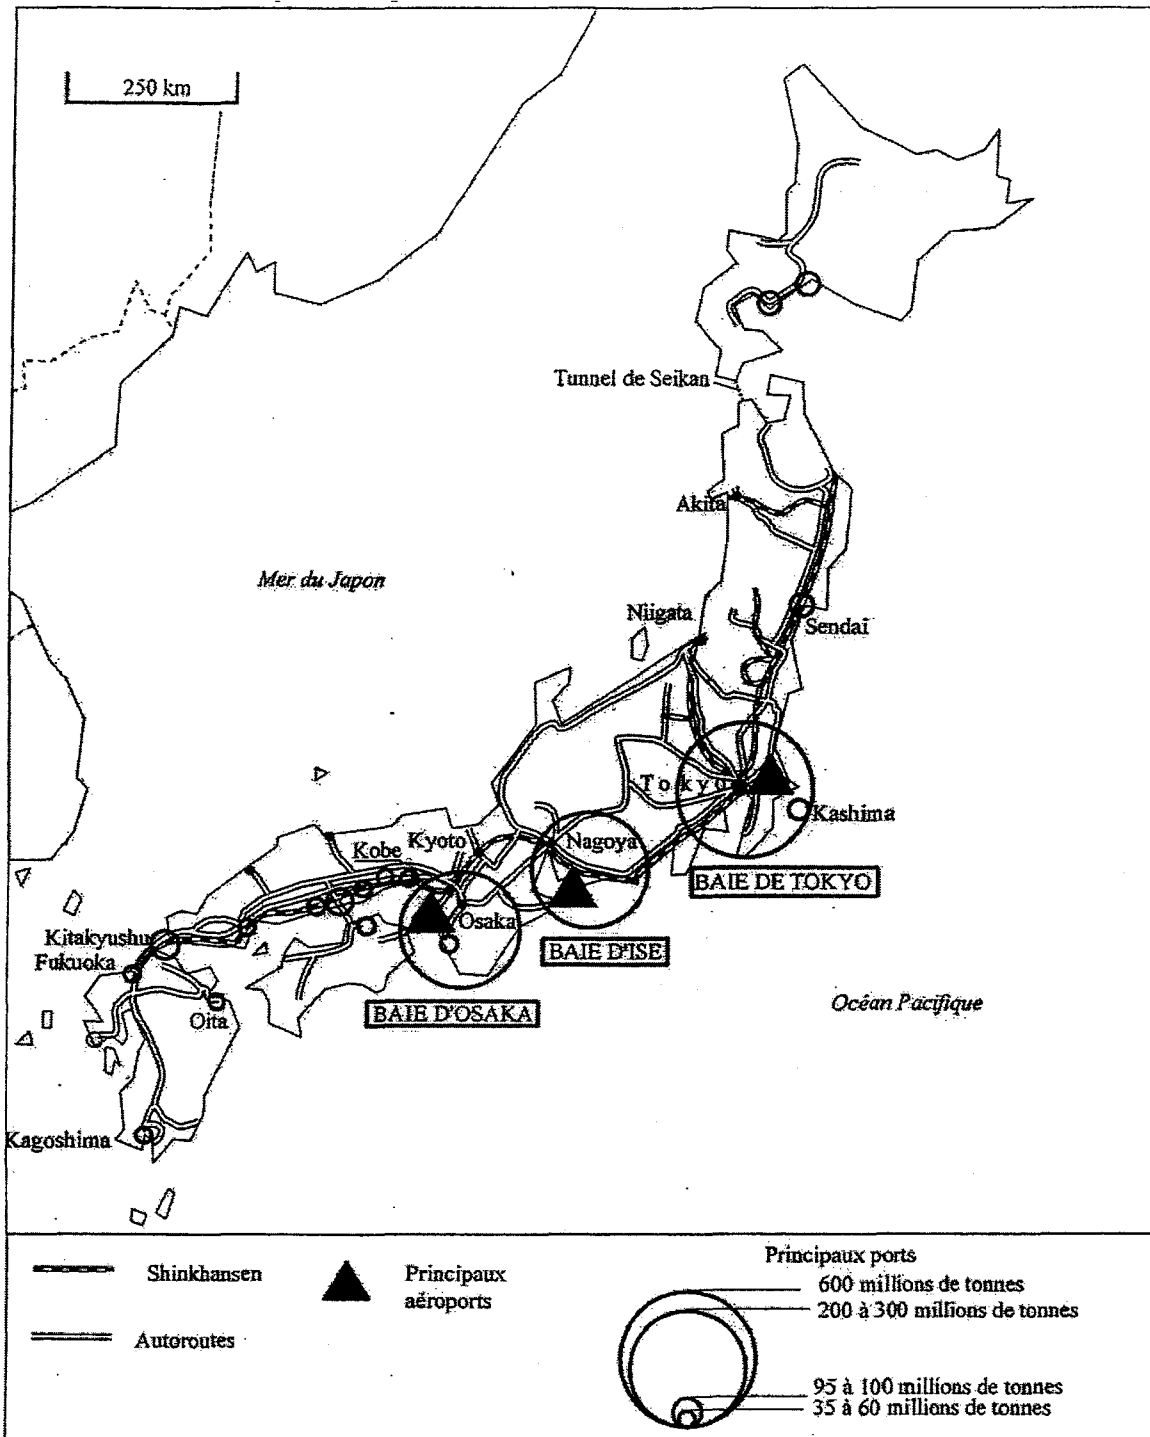 250 km
Tunnel de Seikan
Akita
Mer du Japon
Niigata
Sendaï
Tokyo
Kashima
Kobe
Kyoto
Nagoya
BAIE DE TOKYO
Kitakyushu
Osaka
Fukuoka
BAIE D'ISE
Oita
BAIE D'OSAKA
Océan Pacifique
Kagoshima
Shinkhansen
Autoroutes
Principaux
aéroports
Principaux ports
600 millions de tonnes
200 à 300 millions de tonnes
95 à 100 millions de tonnes
35 à 60 millions de tonnes